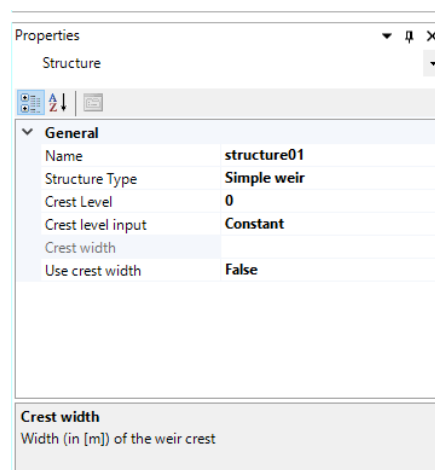 Properties
Structure
General
Name structure01
Structure Type Simple weir
Crest Level 0
Crest level input Constant
Crest width
Use crest width False
Crest width
Width (in [m]) of the weir crest